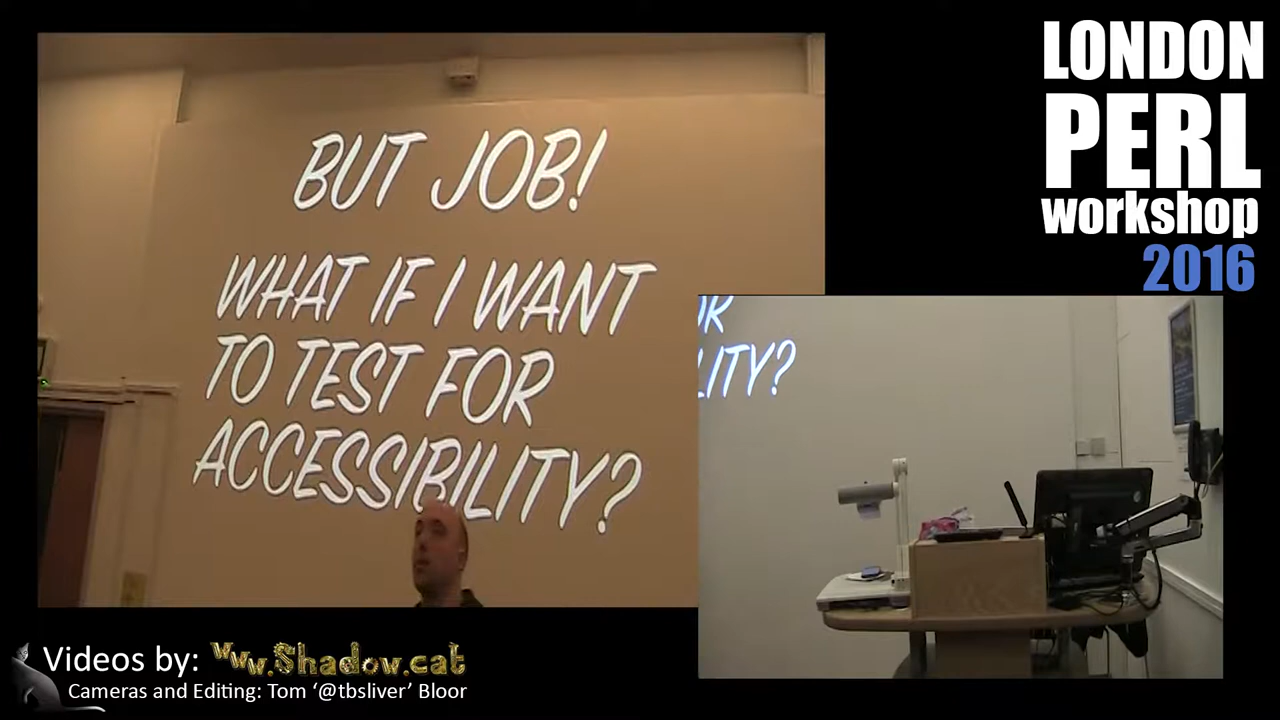 BUT JOB!
WHAT IF I WANT
TO TEST FOR
ACCESSIBILITY?
LONDON
PERL
workshop
2016
LITY?
Videos by: www.Shadow.cat
Cameras and Editing: Tom ‘@tbsliver’ Bloor